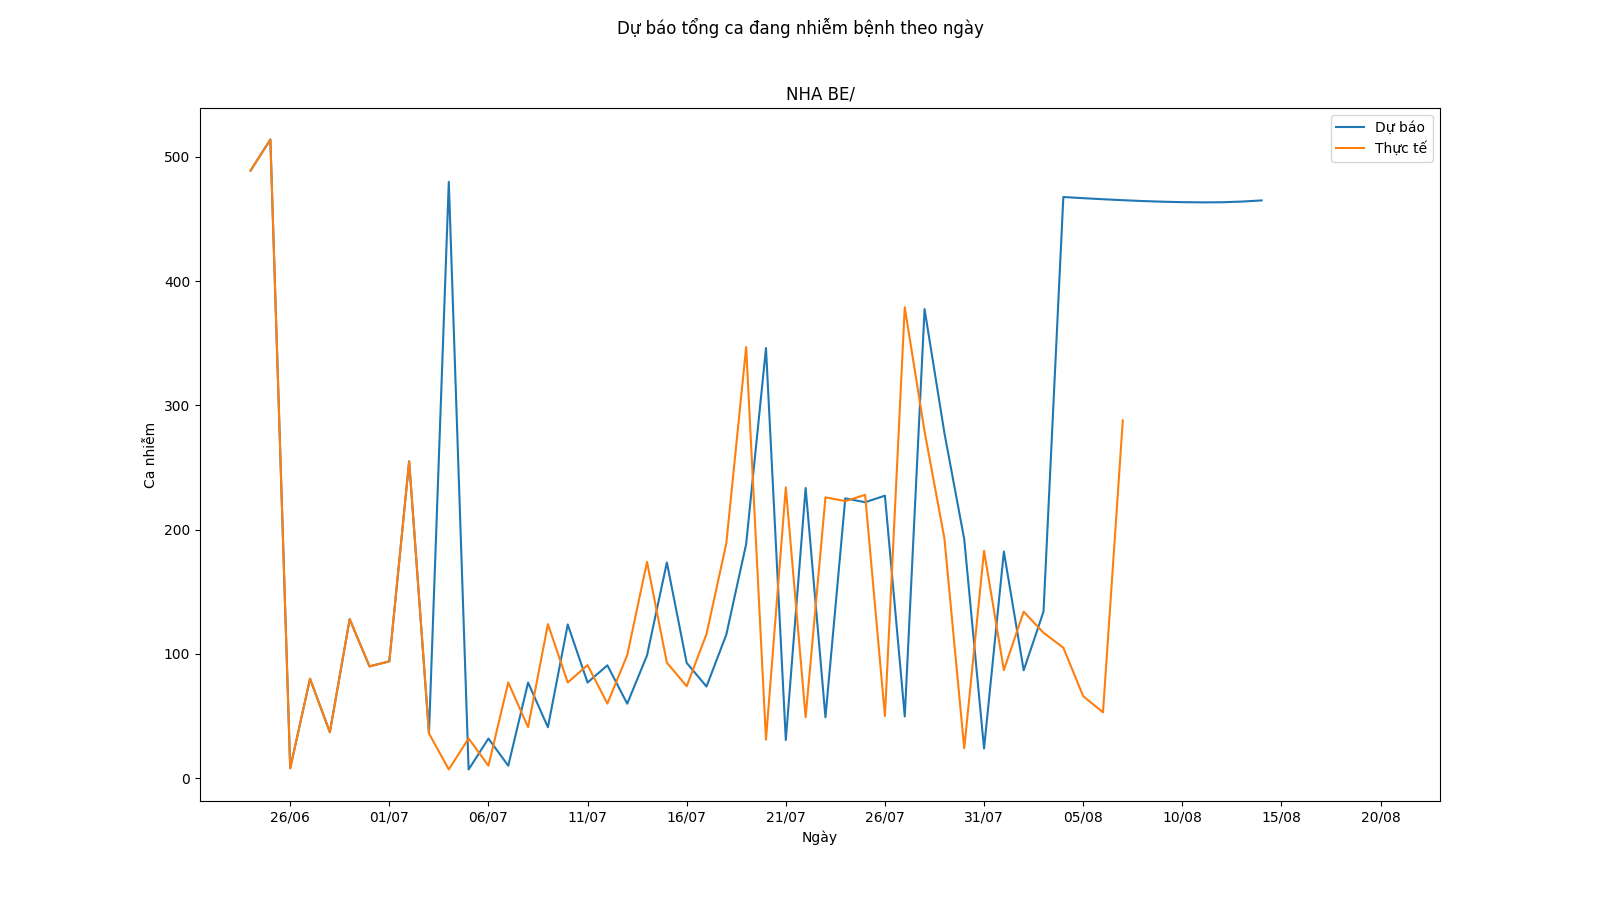 Dự báo tổng ca đang nhiễm bệnh theo ngày
NHA BE/
Dự báo
Thực tế
500
400
300
200
100
0
Ca nhiễm
26/06 01/07 06/07 11/07 16/07 21/07 26/07 31/07 05/08 10/08 15/08 20/08
Ngày